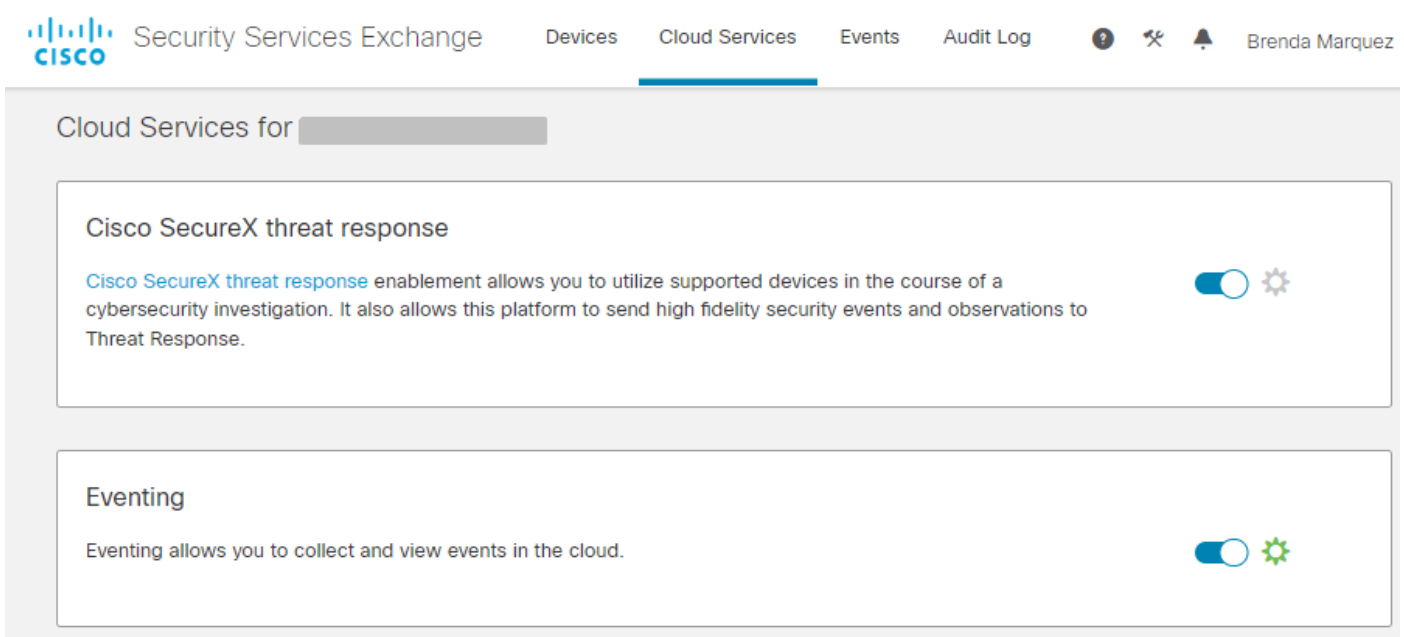 CISCO Security Services Exchange Devices Cloud Services Events Audit Log ? Brenda Marquez
Cloud Services for
Cisco SecureX threat response
Cisco SecureX threat response enablement allows you to utilize supported devices in the course of a
cybersecurity investigation. It also allows this platform to send high fidelity security events and observations to
Threat Response.
Eventing
Eventing allows you to collect and view events in the cloud.